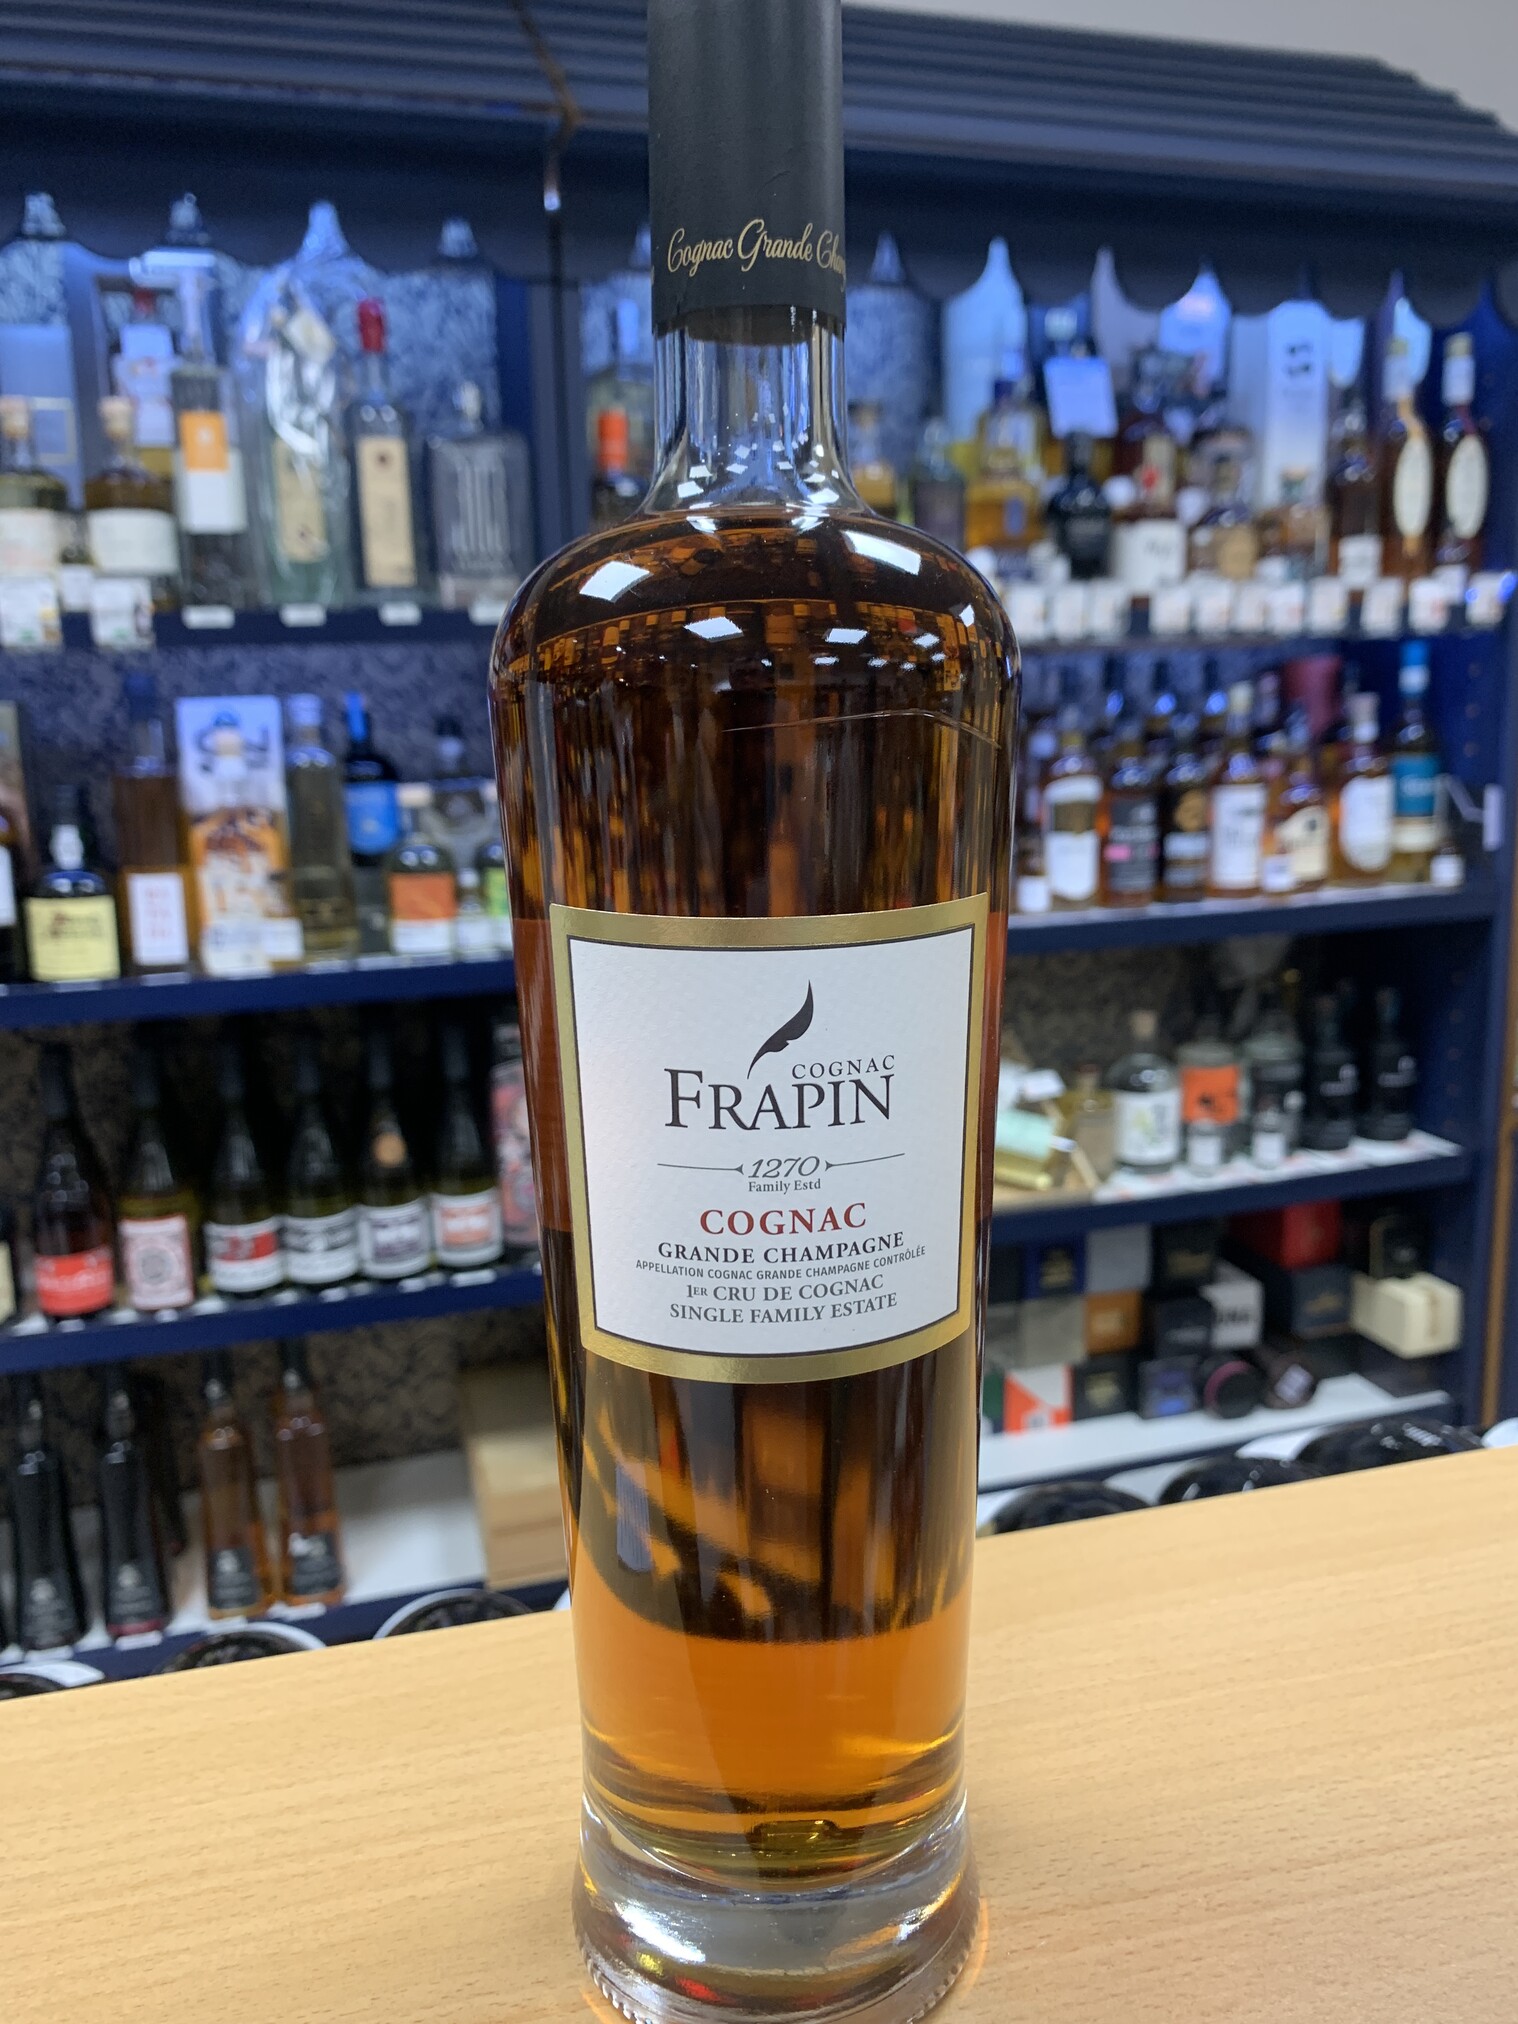 Cognac Grande
COGNAC
FRAPIN
1270
Family Estd
COGNAC
GRANDE CHAMPAGNE
APPELLATION COGNAC GRANDE CHAMPAGNE CONTRÔLÉE
1ER CRU DE COGNAC
SINGLE FAMILY ESTATE